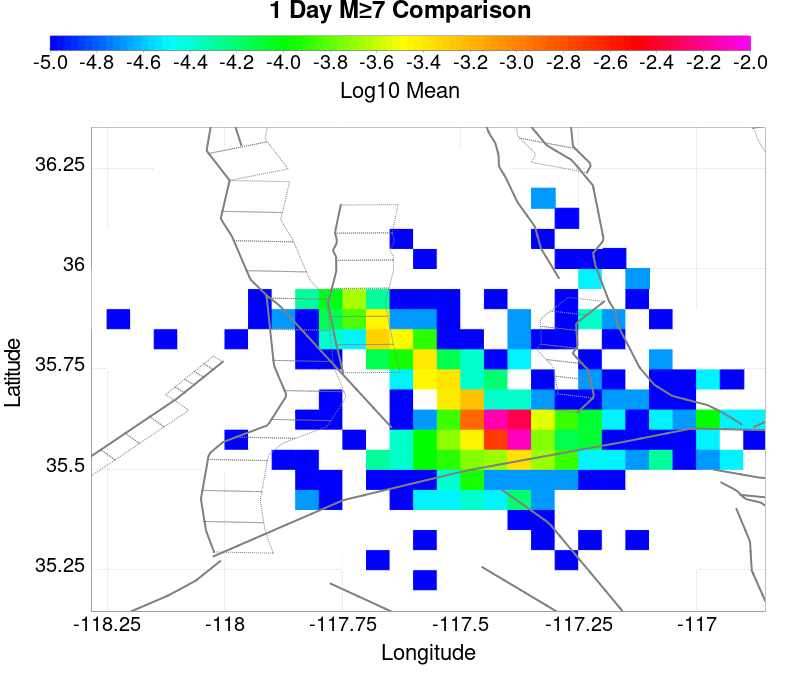 1 Day M≥7 Comparison
-5.0 -4.8 -4.6 -4.4 -4.2 -4.0 -3.8 -3.6 -3.4 -3.2 -3.0 -2.8 -2.6 -2.4 -2.2 -2.0
Log10 Mean
36.25
36
35.75
35.5
35.25
Latitude
-118.25 -118 -117.75 -117.5 -117.25 -117
Longitude